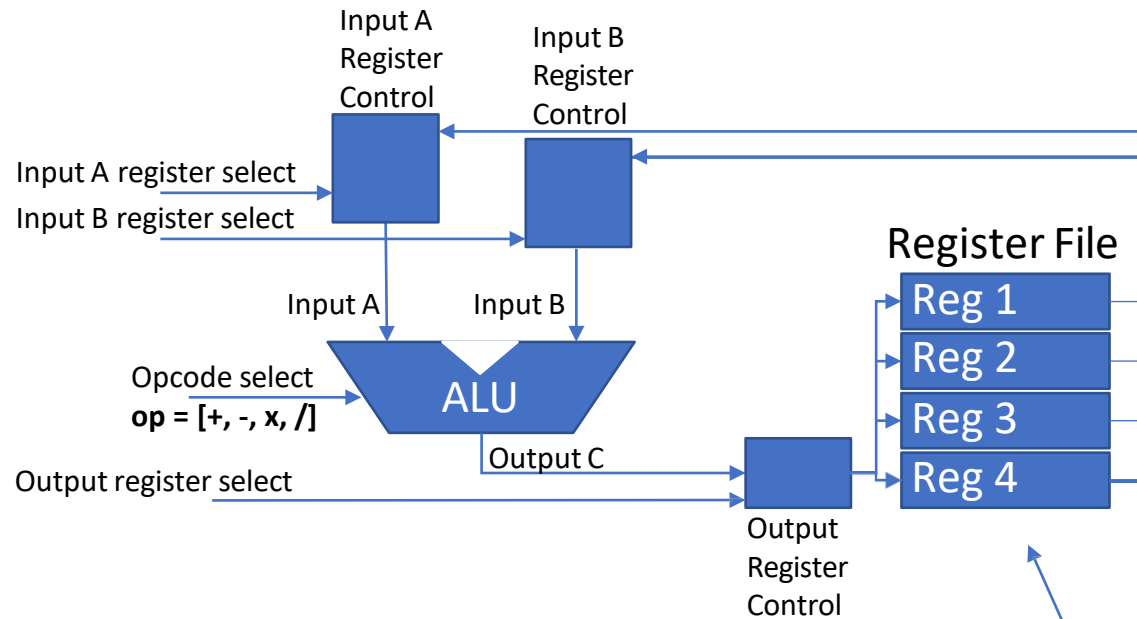 Input A
Register
Control
Input B
Register
Control
Input A register select
Input B register select
Register File
Input A
Input B
Reg 1
Reg 2
Reg 3
Reg 4
Opcode select
op = [+, -, x, /]
ALU
Output C
Output register select
Output
Register
Control